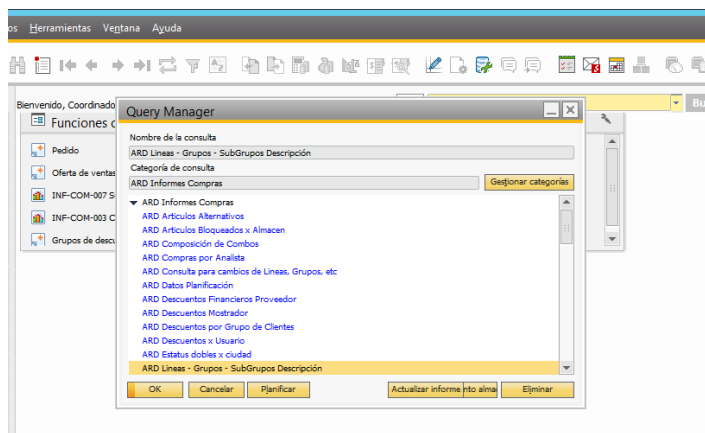 os Herramientas Ventana Ayuda
Bienvenido, Coordinado
Bu
Funciones c
Pedido
Oferta de ventas
INF-COM-007 S
INF-COM-003 C
Grupos de descu
Query Manager
Nombre de la consulta
ARD Lineas - Grupos - SubGrupos Descripción
Categoría de consulta
ARD Informes Compras
Gestionar categorías
ARD Informes Compras
ARD Articulos Alternativos
ARD Articulos Bloqueados x Almacen
ARD Composición de Combos
ARD Compras por Analista
ARD Consulta para cambios de Lineas, Grupos, etc
ARD Datos Planificación
ARD Descuentos Financieros Proveedor
ARD Descuentos Mostrador
ARD Descuentos por Grupo de Clientes
ARD Descuentos x Usuario
ARD Estatus dobles x ciudad
ARD Lineas - Grupos - SubGrupos Descripción
OK Cancelar Planificar Actualizar informe nto alma Eliminar